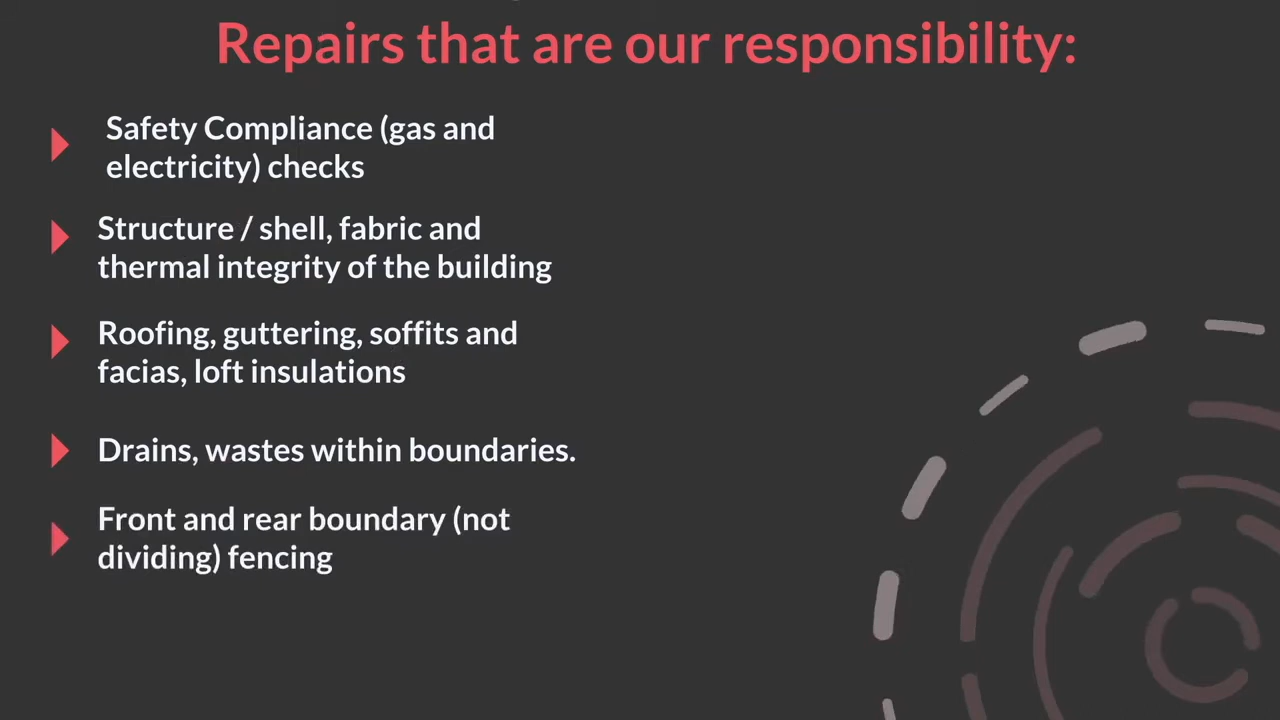 Repairs that are our responsibility:
Safety Compliance (gas and
electricity) checks
Structure / shell, fabric and
thermal integrity of the building
Roofing, guttering, soffits and
facias, loft insulations
Drains, wastes within boundaries.
Front and rear boundary (not
dividing) fencing